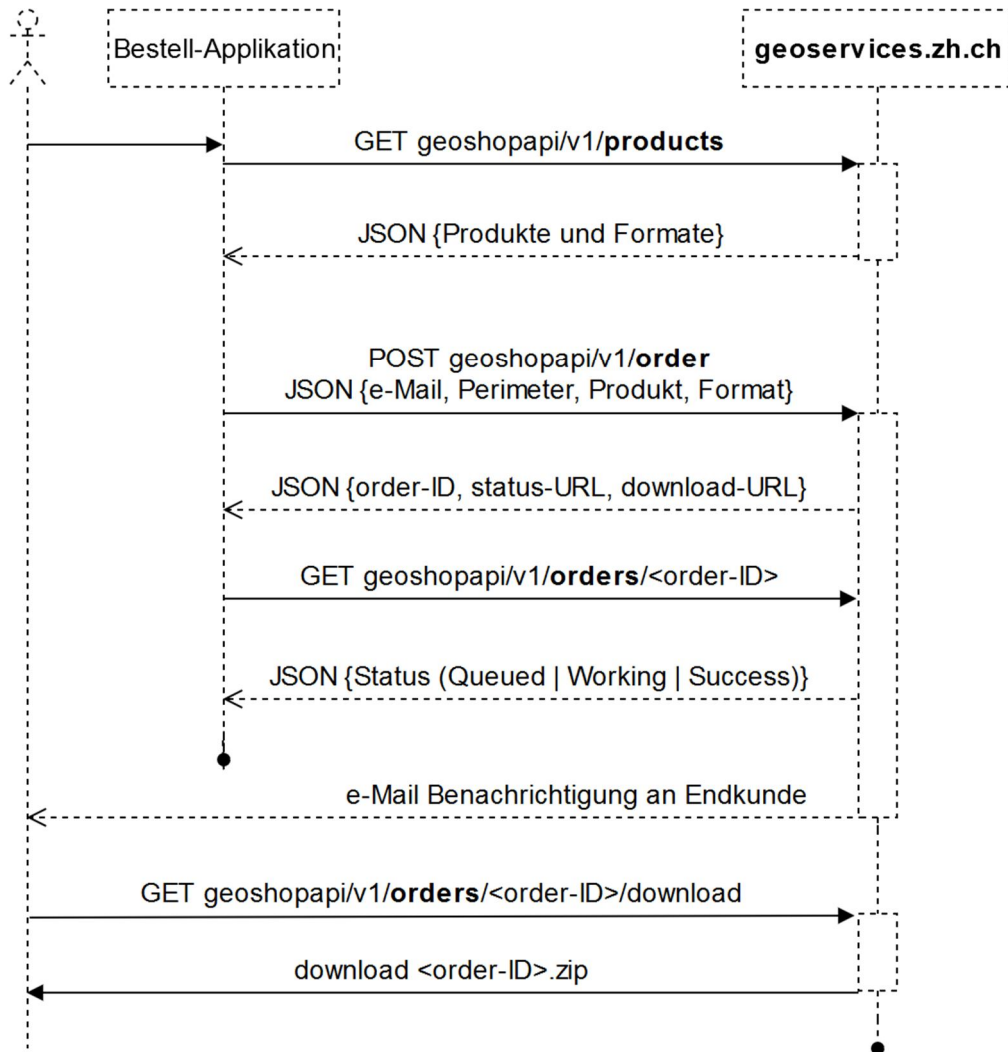 Bestell-Applikation
geoservices.zh.ch
GET geoshopapi/v1/products
JSON {Produkte und Formate}
POST geoshopapi/v1/order
JSON {e-Mail, Perimeter, Produkt, Format}
JSON {order-ID, status-URL, download-URL}
GET geoshopapi/v1/orders/<order-ID>
JSON {Status (Queued | Working | Success)}
e-Mail Benachrichtigung an Endkunde
GET geoshopapi/v1/orders/<order-ID>/download
download <order-ID>.zip